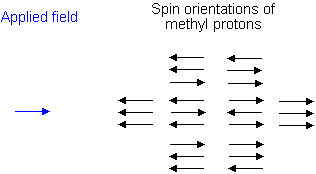 Applied field
Spin orientations of
methyl protons